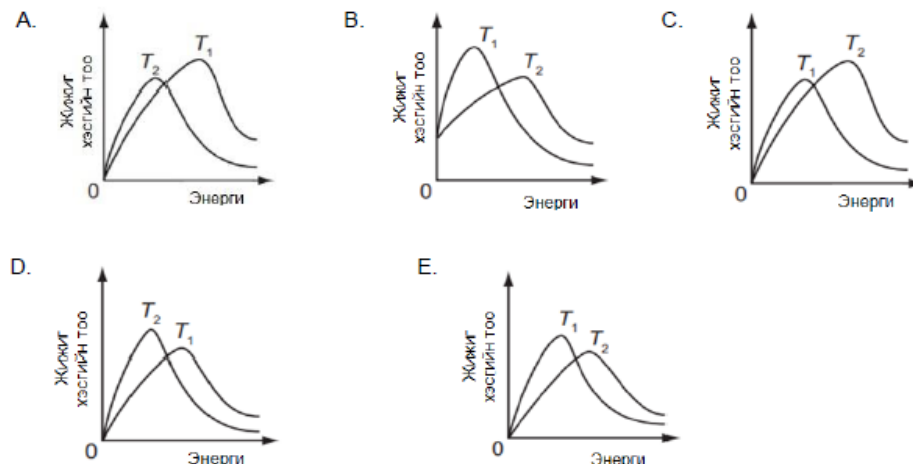 A.
Жижиг
хэсгийн тоо
T₂
T₁
0
Энерги
B.
Жижиг
хэсгийн тоо
T₁
T₂
0
Энерги
C.
Жижиг
хэсгийн тоо
T₁
T₂
0
Энерги
D.
Жижиг
хэсгийн тоо
T₂
T₁
0
Энерги
E.
Жижиг
хэсгийн тоо
T₁
T₂
0
Энерги